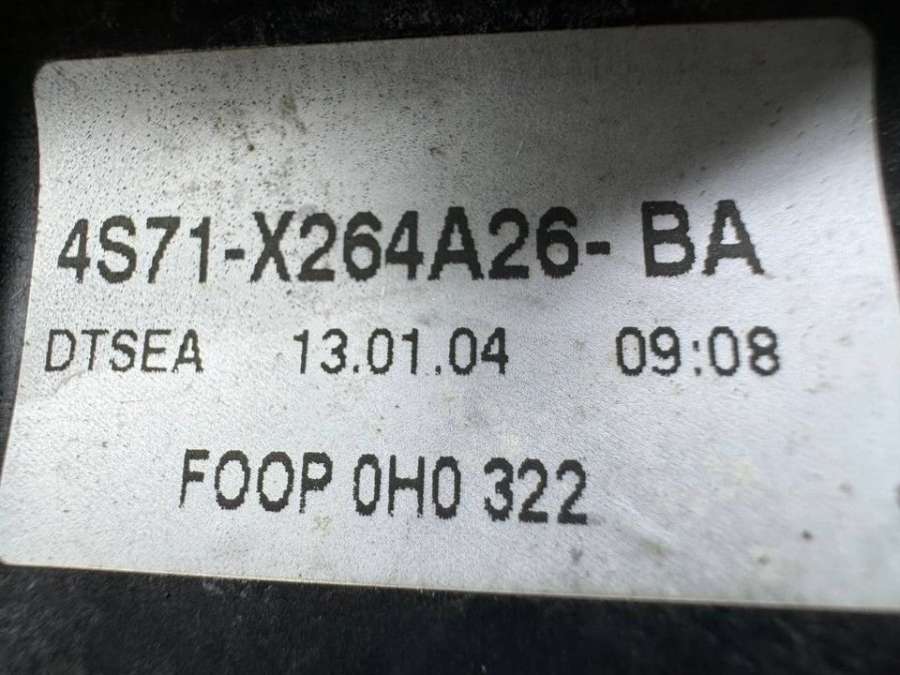 4S71-X264A26- BA
DTSEA 13.01.04 09:08
FOOP 0H0 322